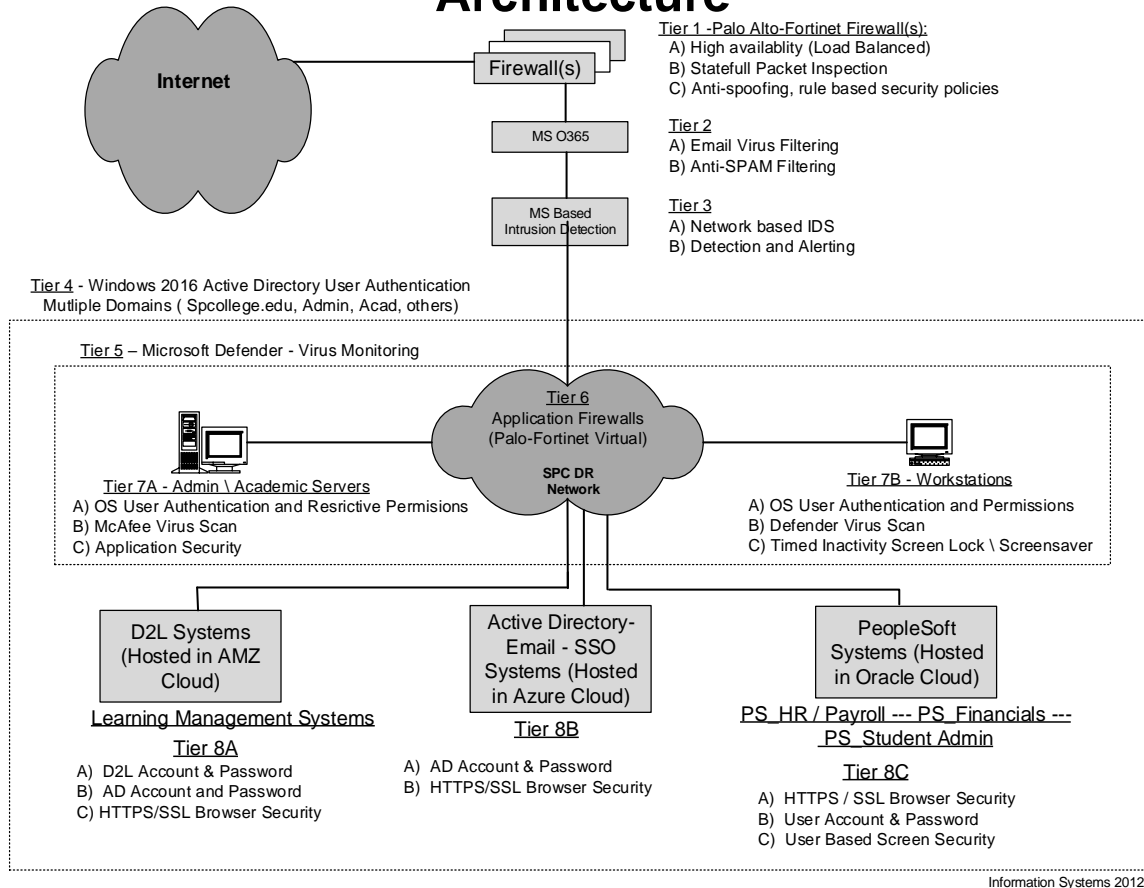 Architecture
Internet
Firewall(s)
Tier 1 -Palo Alto-Fortinet Firewall(s):
A) High availablity (Load Balanced)
B) Statefull Packet Inspection
C) Anti-spoofing, rule based security policies
MS O365
Tier 2
A) Email Virus Filtering
B) Anti-SPAM Filtering
MS Based
Intrusion Detection
Tier 3
A) Network based IDS
B) Detection and Alerting
Tier 4 - Windows 2016 Active Directory User Authentication
Mutliple Domains ( Spcollege.edu, Admin, Acad, others)
Tier 5 – Microsoft Defender - Virus Monitoring
Tier 6
Application Firewalls
(Palo-Fortinet Virtual)
SPC DR
Network
Tier 7A - Admin \ Academic Servers
A) OS User Authentication and Resrictive Permisions
B) McAfee Virus Scan
C) Application Security
Tier 7B - Workstations
A) OS User Authentication and Permissions
B) Defender Virus Scan
C) Timed Inactivity Screen Lock \ Screensaver
D2L Systems
(Hosted in AMZ
Cloud)
Learning Management Systems
Tier 8A
A) D2L Account & Password
B) AD Account and Password
C) HTTPS/SSL Browser Security
Active Directory-
Email - SSO
Systems (Hosted
in Azure Cloud)
Tier 8B
A) AD Account & Password
B) HTTPS/SSL Browser Security
PeopleSoft
Systems (Hosted
in Oracle Cloud)
PS_HR / Payroll --- PS_Financials ---
PS_Student Admin
Tier 8C
A) HTTPS / SSL Browser Security
B) User Account & Password
C) User Based Screen Security
Information Systems 2012